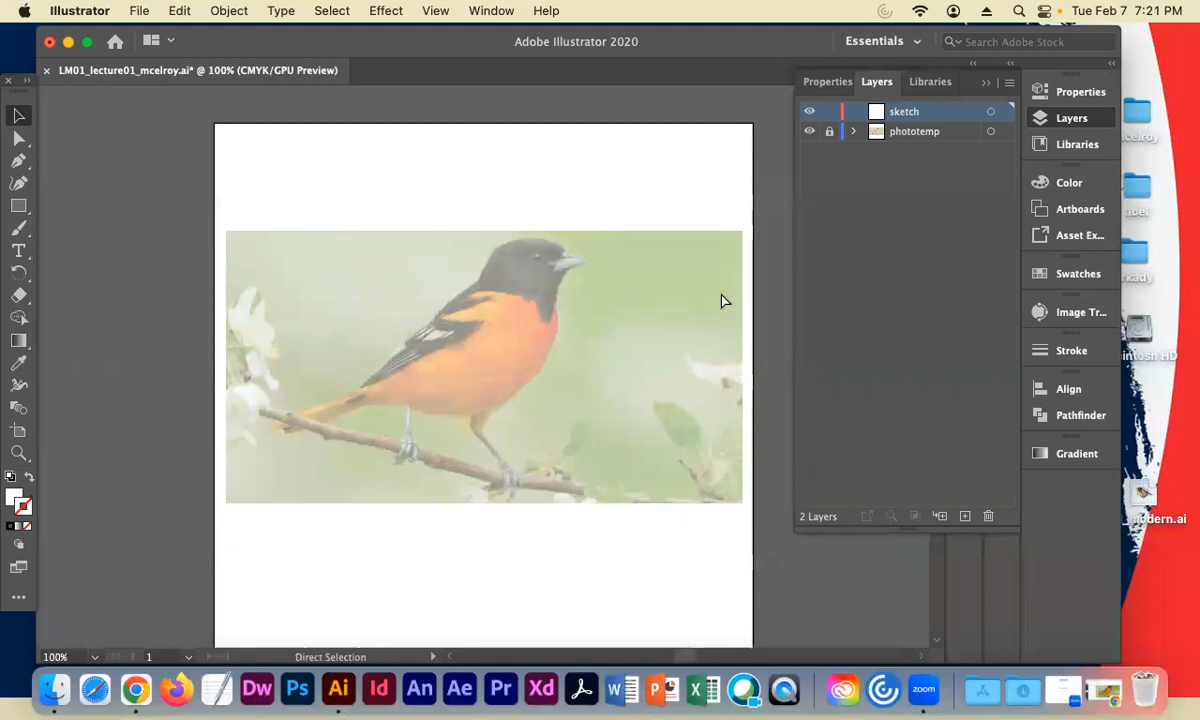 Illustrator File Edit Object Type Select Effect View Window Help Tue Feb 7 7:21 PM
Adobe Illustrator 2020 Essentials Search Adobe Stock
× LM01_lecture01_mcelroy.ai* @ 100% (CMYK/GPU Preview)
Properties Layers Libraries
sketch
phototemp
2 Layers
Properties
Layers
Libraries
Color
Artboards
Asset Ex...
Swatches
Image Tr...
Stroke
Align
Pathfinder
Gradient
modern.ai
100% 1 Direct Selection
Dw Ps Ai Id An Ae Pr Xd W P X zoom